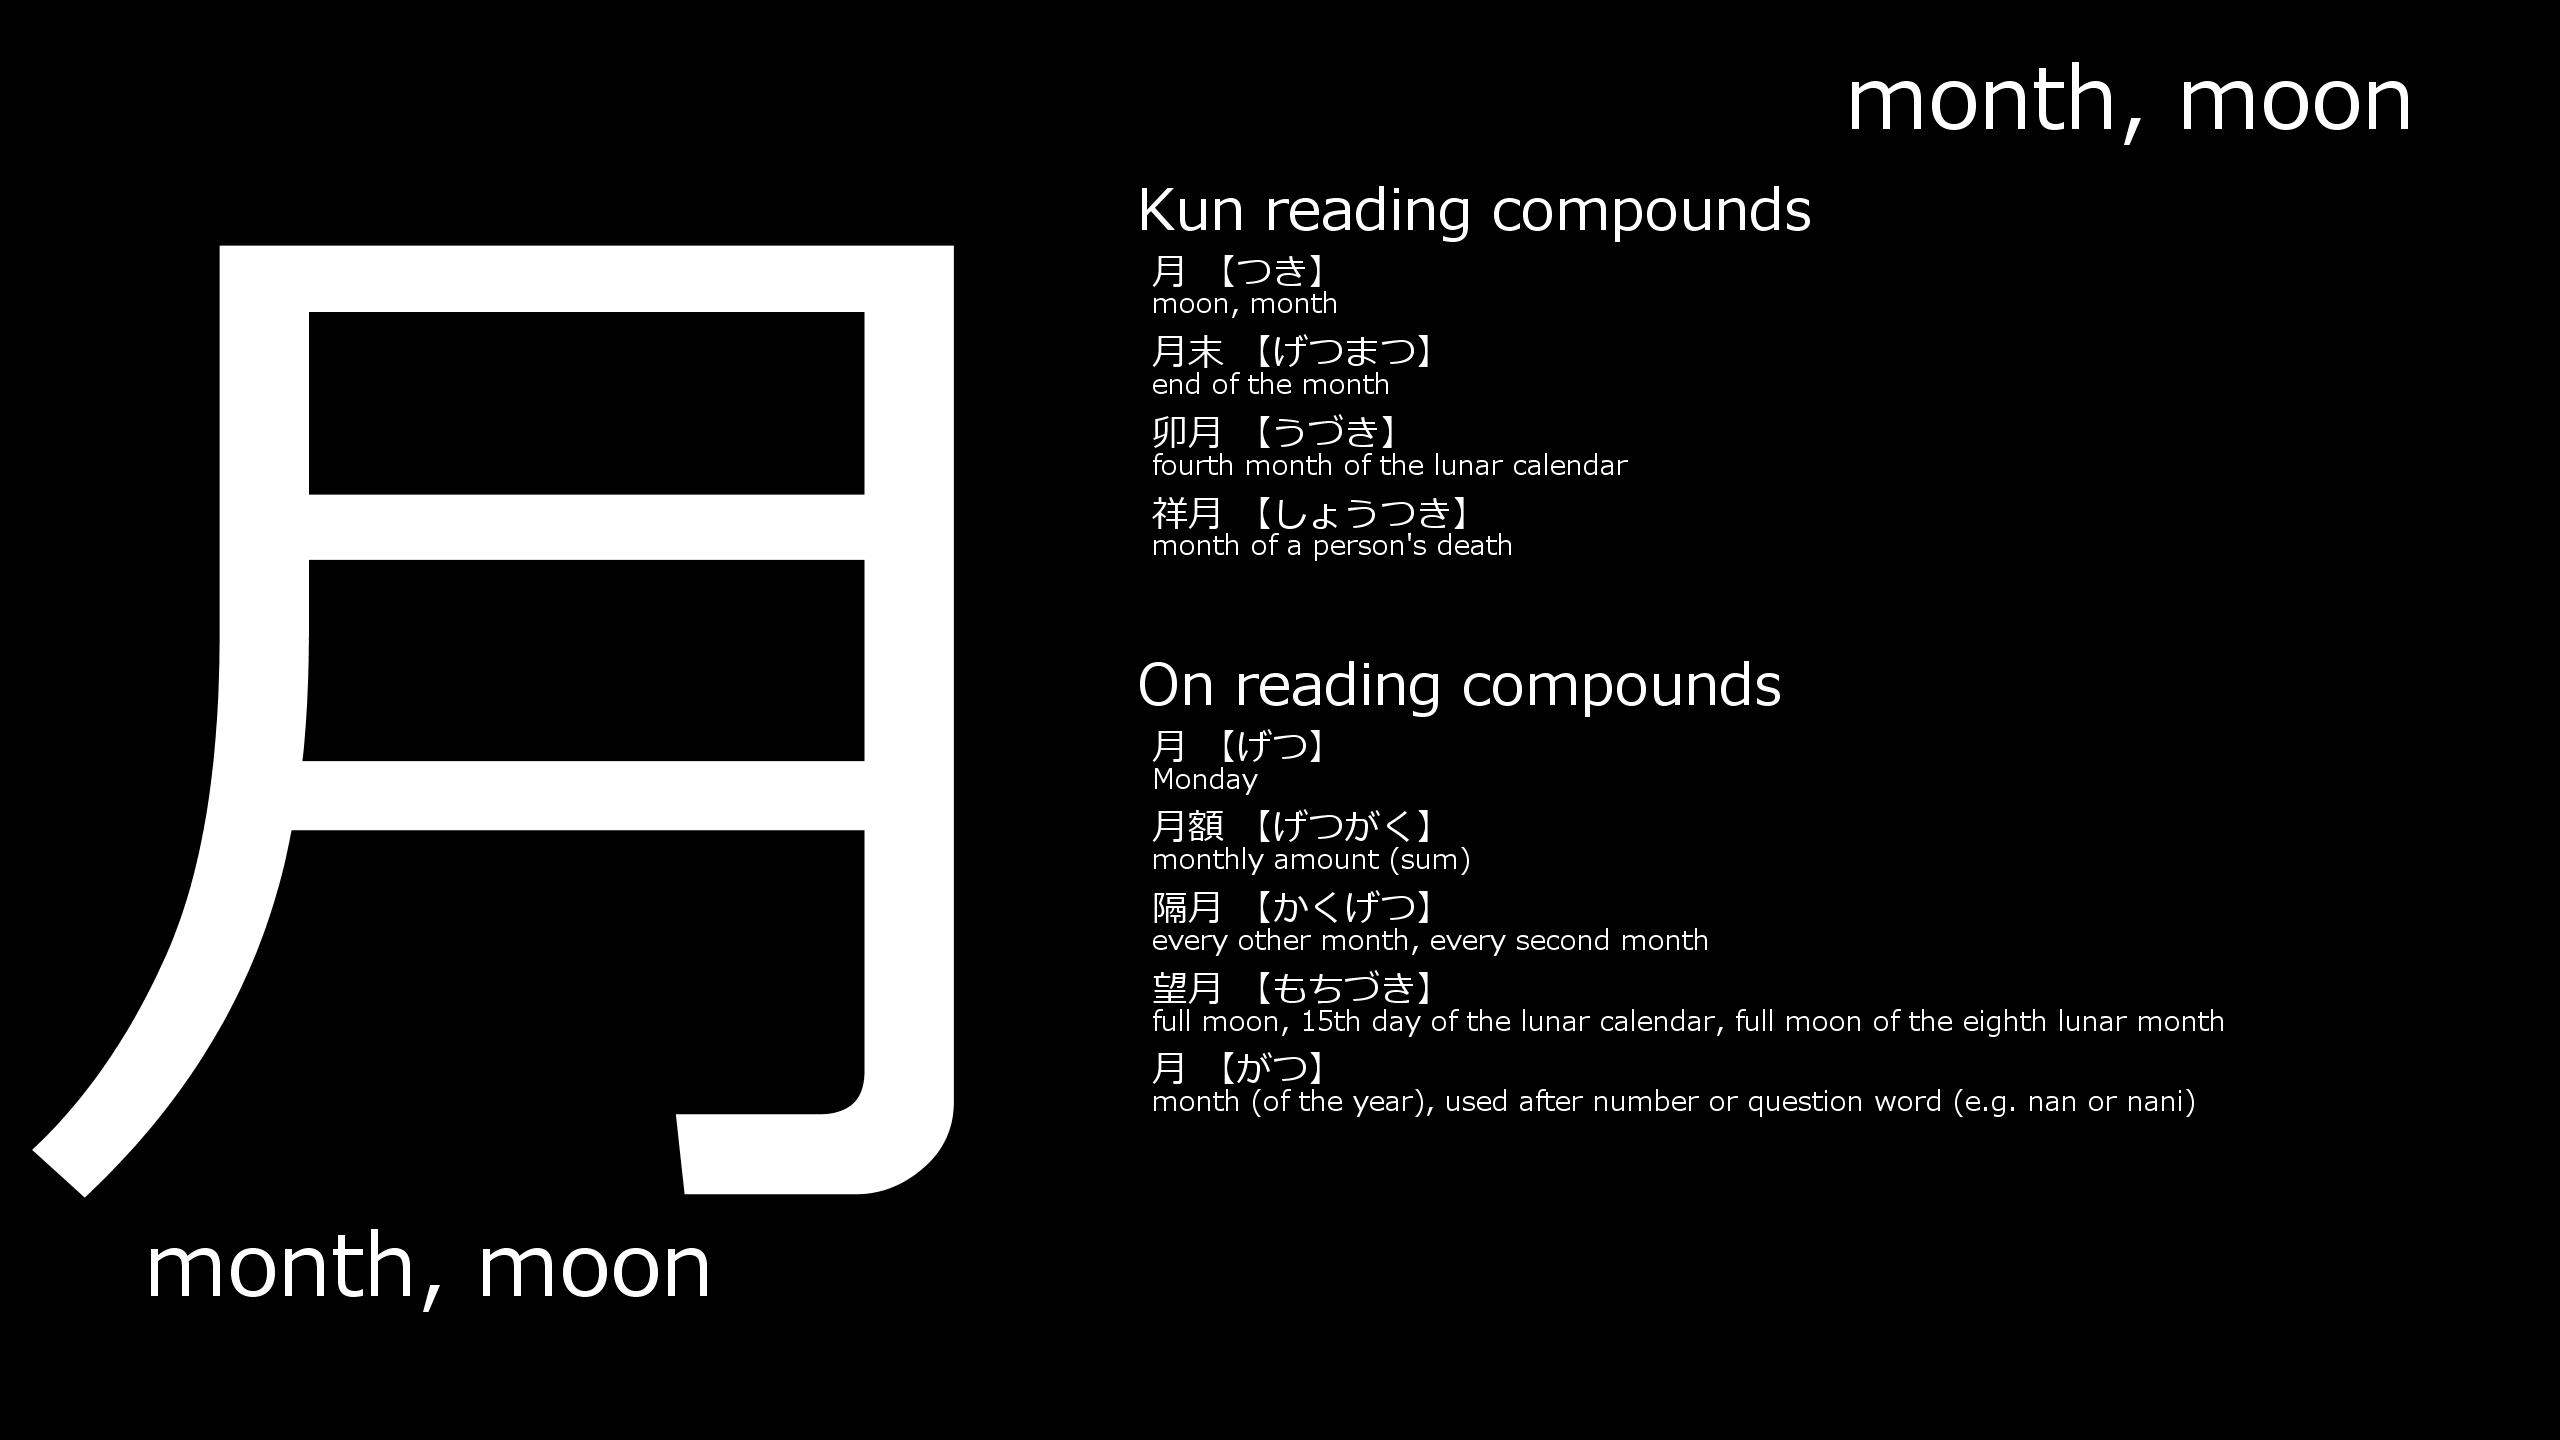 month, moon
月
month, moon
Kun reading compounds
月 【つき】
moon, month
月末 【げつまつ】
end of the month
卯月 【うづき】
fourth month of the lunar calendar
祥月 【しょうつき】
month of a person's death
On reading compounds
月 【げつ】
Monday
月額 【げつがく】
monthly amount (sum)
隔月 【かくげつ】
every other month, every second month
望月 【もちづき】
full moon, 15th day of the lunar calendar, full moon of the eighth lunar month
月 【がつ】
month (of the year), used after number or question word (e.g. nan or nani)